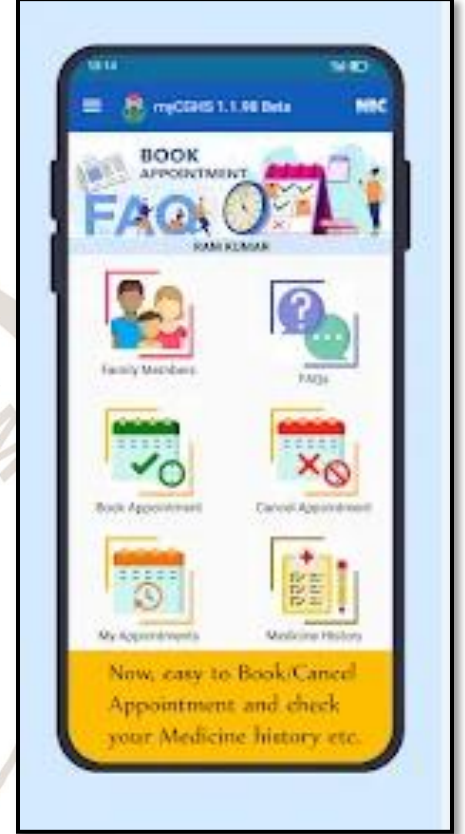 myCGHS 1.1.98 Beta
NIC
BOOK
APPOINTMENT
FAQ
RAM KUMAR
Family Members
FAQs
Book Appointment
Cancel Appointment
My Appointments
Medicine History
Now, easy to Book/Cancel
Appointment and check
your Medicine history etc.